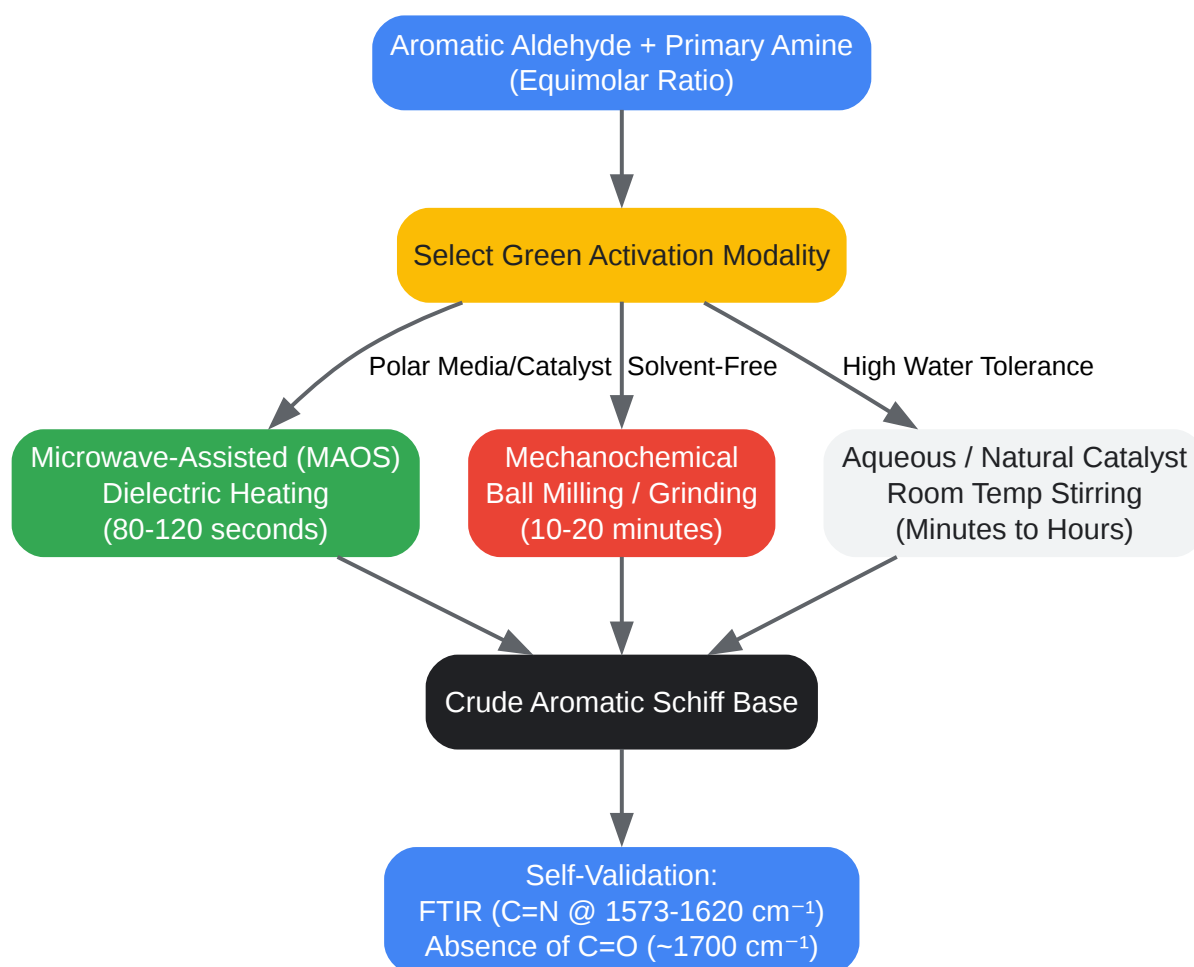 Aromatic Aldehyde + Primary Amine
(Equimolar Ratio)
Select Green Activation Modality
Polar Media/Catalyst
Solvent-Free
High Water Tolerance
Microwave-Assisted (MAOS)
Dielectric Heating
(80-120 seconds)
Mechanochemical
Ball Milling / Grinding
(10-20 minutes)
Aqueous / Natural Catalyst
Room Temp Stirring
(Minutes to Hours)
Crude Aromatic Schiff Base
Self-Validation:
FTIR (C=N @ 1573-1620 cm⁻¹)
Absence of C=O (~1700 cm⁻¹)